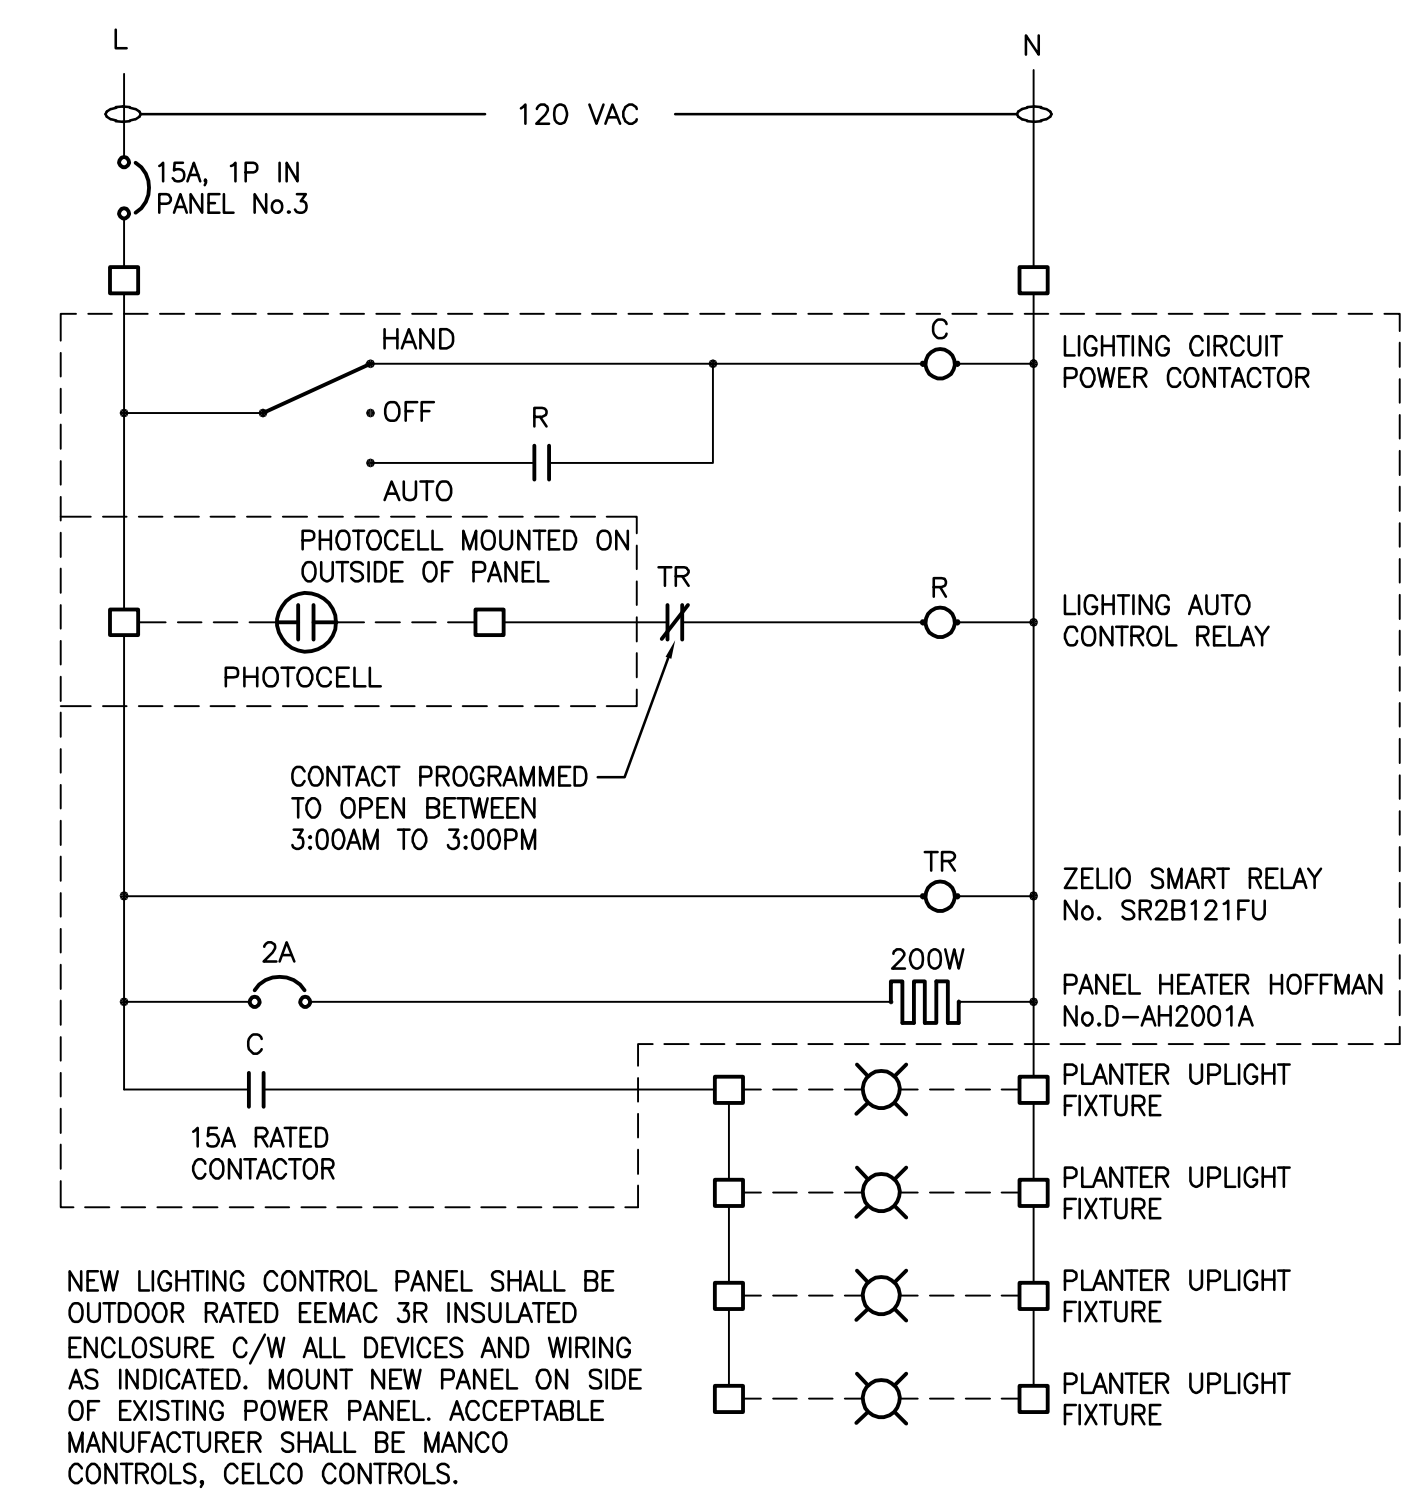 L
N
120 VAC
15A, 1P IN
PANEL No.3
HAND
C
LIGHTING CIRCUIT
POWER CONTACTOR
OFF
R
AUTO
PHOTOCELL MOUNTED ON
OUTSIDE OF PANEL
TR
R
LIGHTING AUTO
CONTROL RELAY
PHOTOCELL
CONTACT PROGRAMMED
TO OPEN BETWEEN
3:00AM TO 3:00PM
TR
ZELIO SMART RELAY
No. SR2B121FU
2A
200W
PANEL HEATER HOFFMAN
No.D-AH2001A
C
15A RATED
CONTACTOR
PLANTER UPLIGHT
FIXTURE
PLANTER UPLIGHT
FIXTURE
PLANTER UPLIGHT
FIXTURE
PLANTER UPLIGHT
FIXTURE
NEW LIGHTING CONTROL PANEL SHALL BE
OUTDOOR RATED EEMAC 3R INSULATED
ENCLOSURE C/W ALL DEVICES AND WIRING
AS INDICATED. MOUNT NEW PANEL ON SIDE
OF EXISTING POWER PANEL. ACCEPTABLE
MANUFACTURER SHALL BE MANCO
CONTROLS, CELCO CONTROLS.